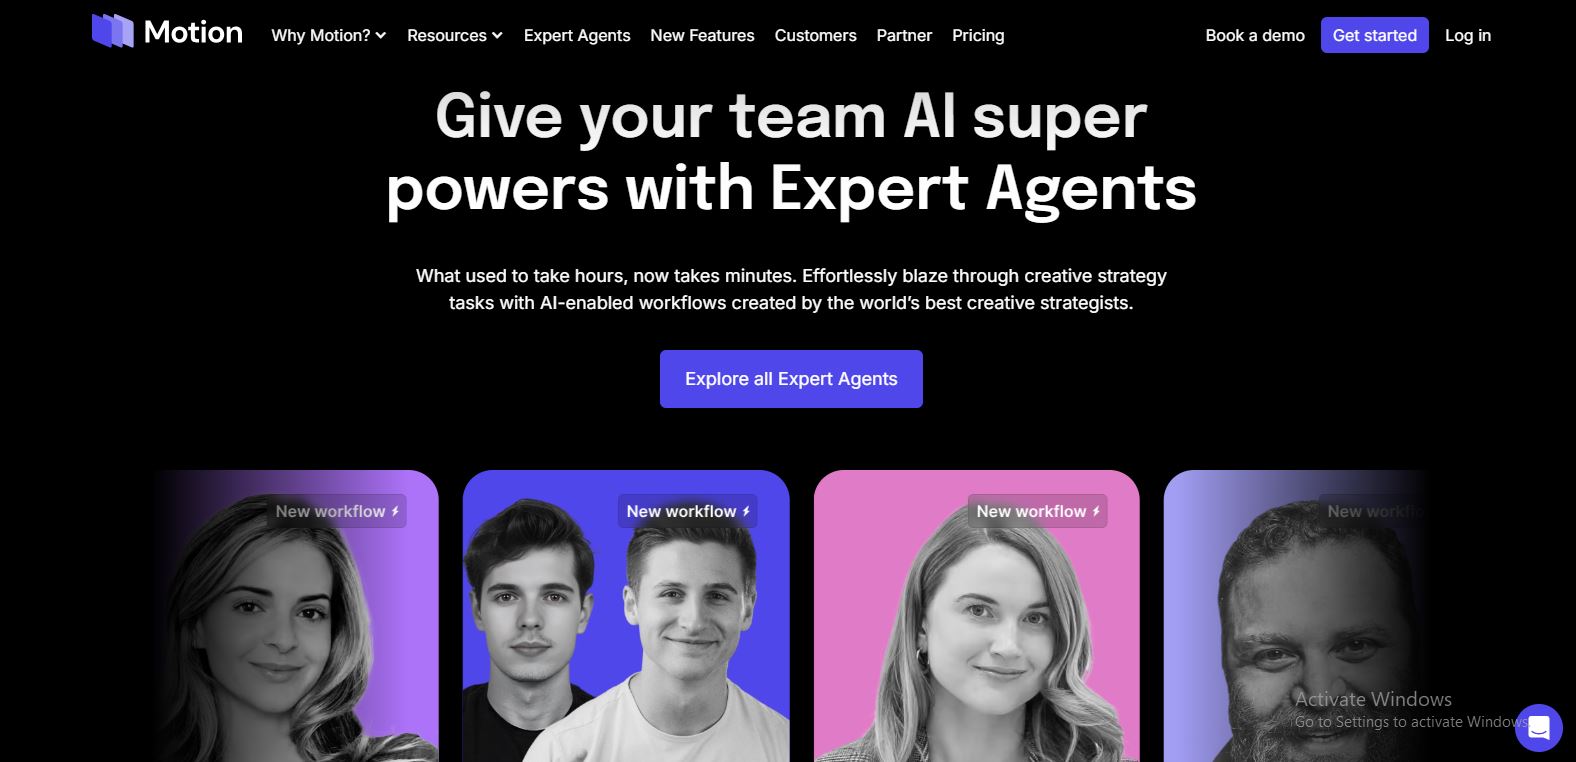 Motion
Why Motion?
Resources
Expert Agents
New Features
Customers
Partner
Pricing
Book a demo
Get started
Log in
Give your team AI super
powers with Expert Agents
What used to take hours, now takes minutes. Effortlessly blaze through creative strategy
tasks with AI-enabled workflows created by the world’s best creative strategists.
Explore all Expert Agents
New workflow
New workflow
New workflow
New workflo
Activate Windows
Go to Settings to activate Windows